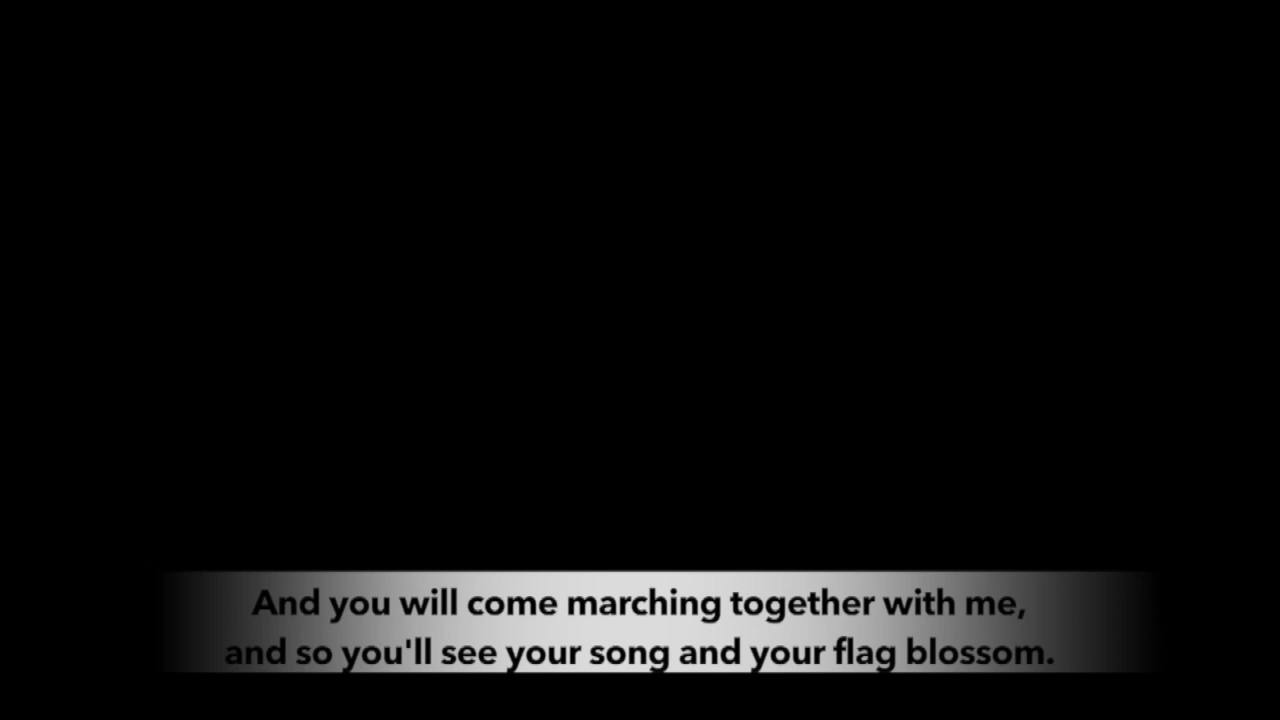 And you will come marching together with me,
and so you'll see your song and your flag blossom.